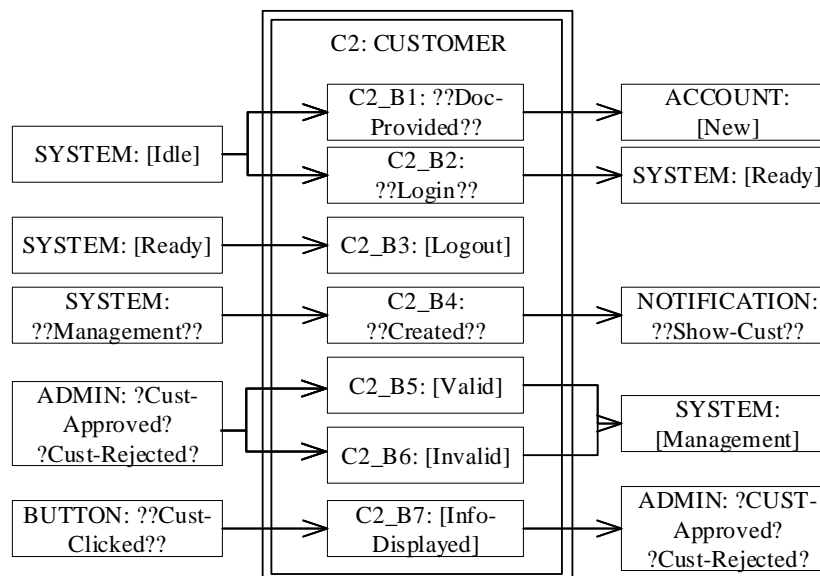 C2: CUSTOMER
SYSTEM: [Idle]
C2_B1: ??Doc-
Provided??
ACCOUNT:
[New]
C2_B2:
??Login??
SYSTEM: [Ready]
SYSTEM: [Ready]
C2_B3: [Logout]
SYSTEM:
??Management??
C2_B4:
??Created??
NOTIFICATION:
??Show-Cust??
ADMIN: ?Cust-
Approved?
?Cust-Rejected?
C2_B5: [Valid]
C2_B6: [Invalid]
SYSTEM:
[Management]
BUTTON: ??Cust-
Clicked??
C2_B7: [Info-
Displayed]
ADMIN: ?CUST-
Approved?
?Cust-Rejected?